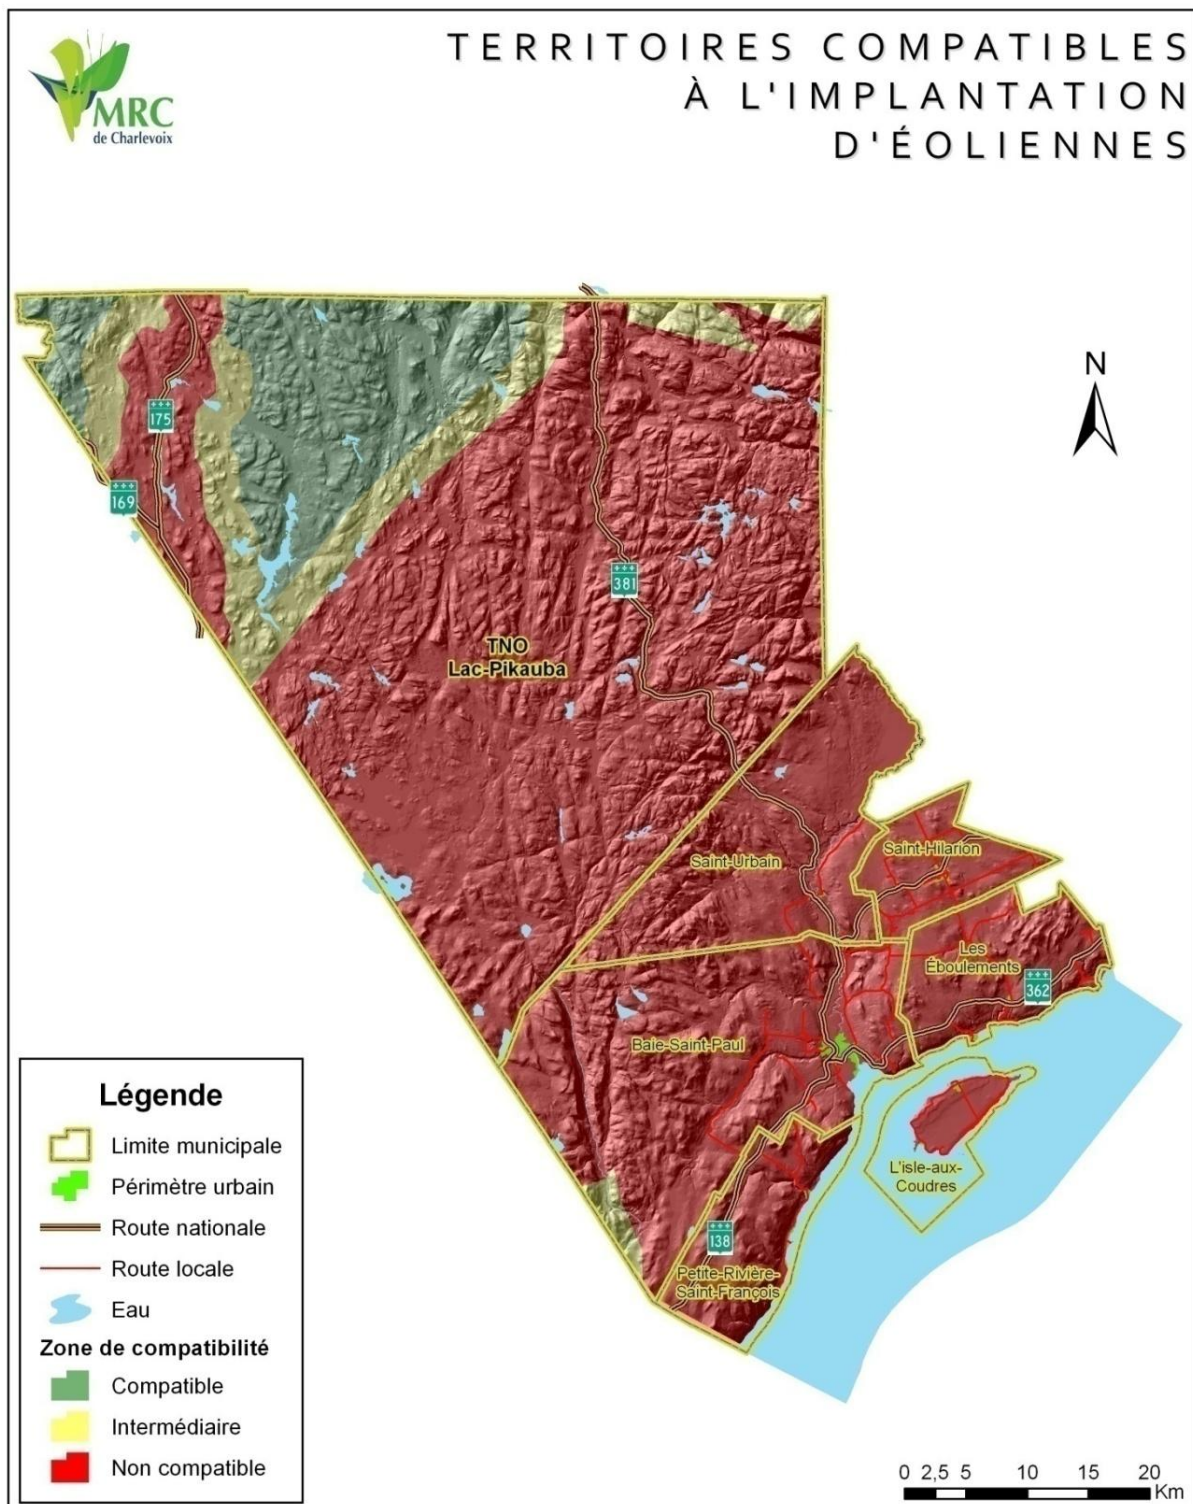 MRC
de Charlevoix
TERRITOIRES COMPATIBLES
À L'IMPLANTATION
D'ÉOLIENNES
N
175
169
381
TNO
Lac-Pikauba
Saint-Urbain
Saint-Hilarion
Les
Éboulements
362
Baie-Saint-Paul
L'isle-aux-
Coudres
138
Petite-Rivière-
Saint-François
Légende
Limite municipale
Périmètre urbain
Route nationale
Route locale
Eau
Zone de compatibilité
Compatible
Intermédiaire
Non compatible
0 2,5 5 10 15 20
Km